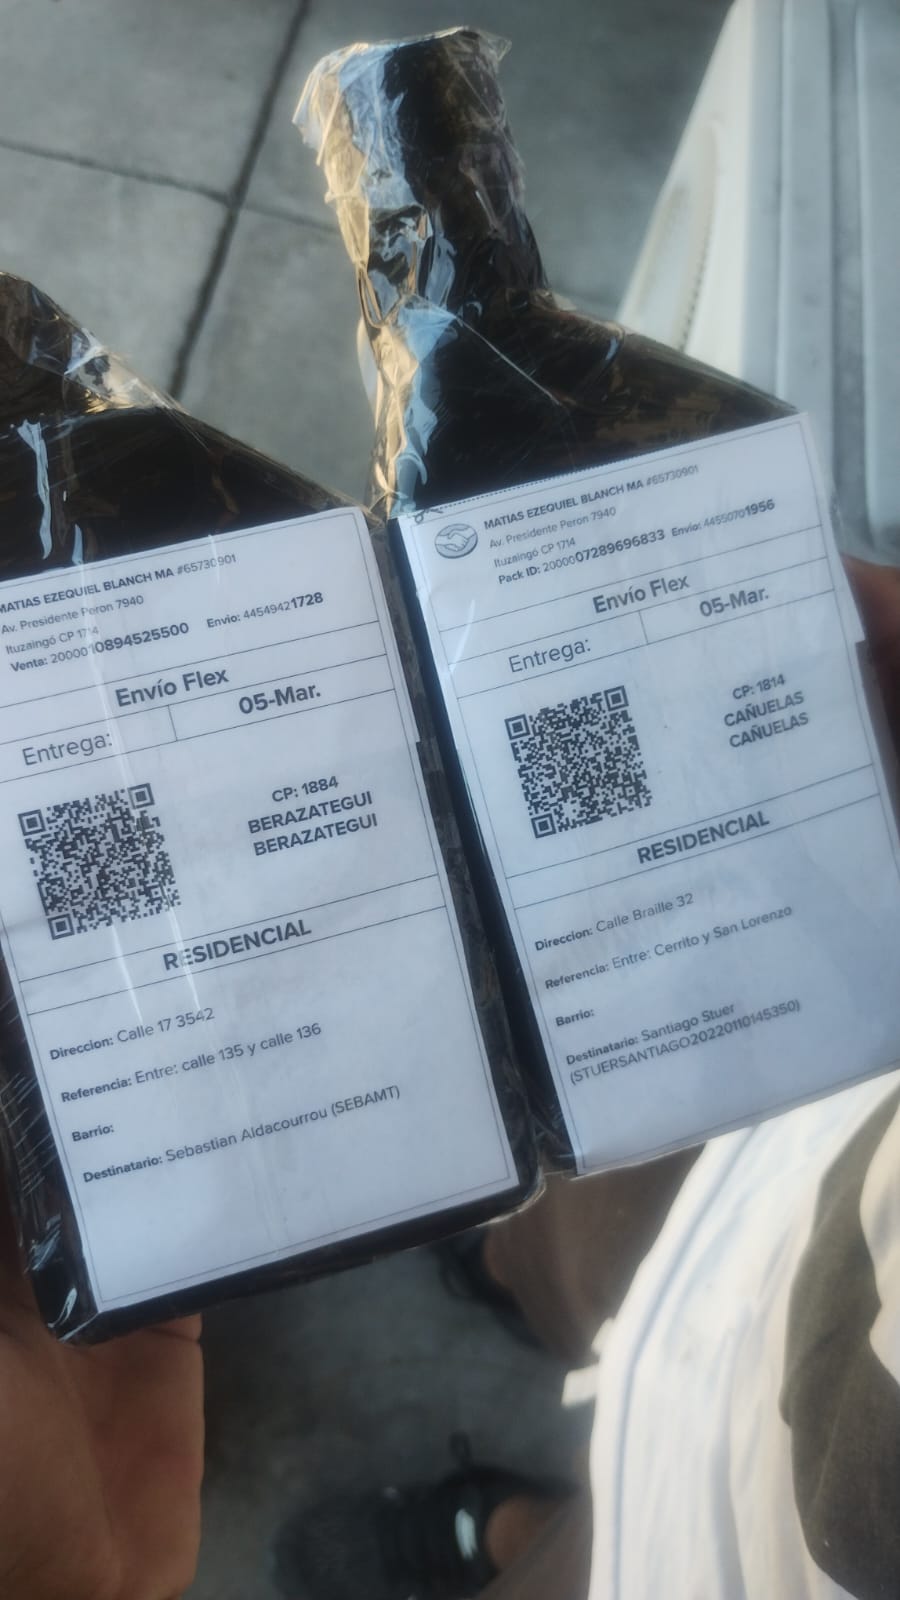 MATIAS EZEQUIEL BLANCH MA #65730901
Av. Presidente Peron 7940
Ituzaingó CP 1714
Venta: 2000010894525500 Envio: 44549421728
Envío Flex
Entrega: 05-Mar.
CP: 1884
BERAZATEGUI
BERAZATEGUI
RESIDENCIAL
Direccion: Calle 17 3542
Referencia: Entre: calle 135 y calle 136
Barrio:
Destinatario: Sebastian Aldacourrou (SEBAMT)
MATIAS EZEQUIEL BLANCH MA #65730901
Av. Presidente Peron 7940
Ituzaingó CP 1714
Pack ID: 2000007289696833 Envio: 44550701956
Envío Flex
Entrega: 05-Mar.
CP: 1814
CAÑUELAS
CAÑUELAS
RESIDENCIAL
Direccion: Calle Braille 32
Referencia: Entre: Cerrito y San Lorenzo
Barrio:
Destinatario: Santiago Stuer
(STUERSANTIAGO20220110145350)